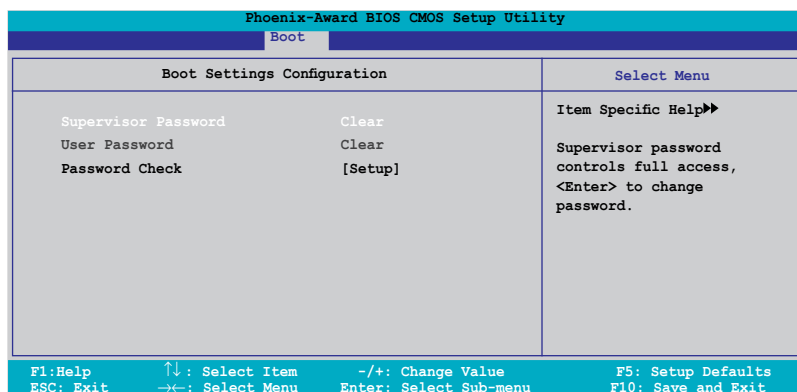 Phoenix-Award BIOS CMOS Setup Utility
Boot
Boot Settings Configuration
Select Menu
Supervisor Password Clear
User Password Clear
Password Check [Setup]
Item Specific Help▶▶
Supervisor password
controls full access,
<Enter> to change
password.
F1:Help ↑↓: Select Item -/+: Change Value F5: Setup Defaults
ESC: Exit →←: Select Menu Enter: Select Sub-menu F10: Save and Exit